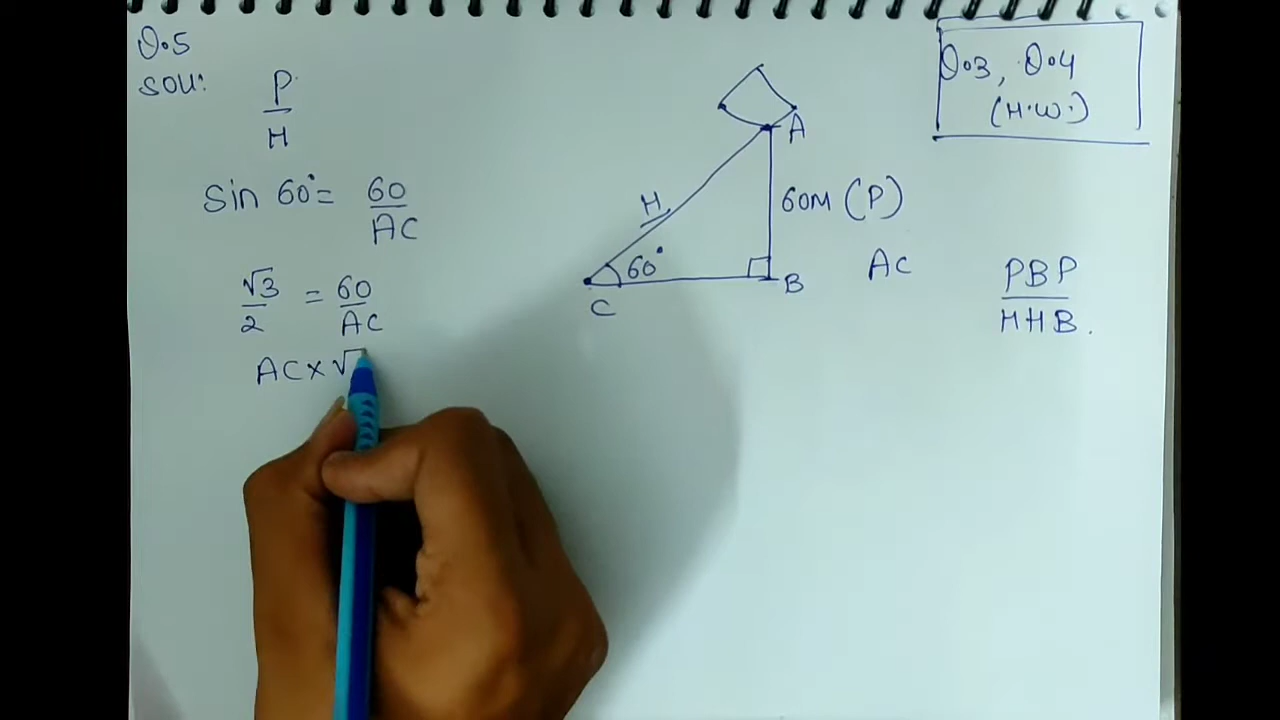 Q.5
SOU:
P
H
Sin 60°= 60
AC
√3 = 60
2 AC
AC×√
A
H
60M (P)
60°
B
C
AC
PBP
HHB.
Q.3, Q.4
(H.W.)